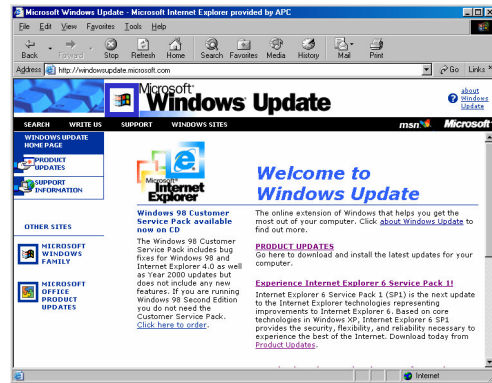 Microsoft Windows Update - Microsoft Internet Explorer provided by APC
File Edit View Favorites Tools Help
Back Forward Stop Refresh Home Search Favorites Media History Mail Print
Address http://windowsupdate.microsoft.com Go Links »
Microsoft
Windows Update
about
Windows
Update
SEARCH WRITE US SUPPORT WINDOWS SITES msn Microsoft
WINDOWS UPDATE
HOME PAGE
PRODUCT
UPDATES
SUPPORT
INFORMATION
OTHER SITES
MICROSOFT
WINDOWS
FAMILY
MICROSOFT
OFFICE
PRODUCT
UPDATES
Microsoft
Internet
Explorer
Windows 98 Customer
Service Pack available
now on CD
The Windows 98 Customer
Service Pack includes bug
fixes for Windows 98 and
Internet Explorer 4.0 as well
as Year 2000 updates but
does not include any new
features. If you are running
Windows 98 Second Edition
you do not need the
Customer Service Pack.
Click here to order.
Welcome to
Windows Update
The online extension of Windows that helps you get the
most out of your computer. Click about Windows Update to
find out more.
PRODUCT UPDATES
Go here to download and install the latest updates for your
computer.
Experience Internet Explorer 6 Service Pack 1!
Internet Explorer 6 Service Pack 1 (SP1) is the next update
to the Internet Explorer technologies representing
improvements to Internet Explorer 6. Based on core
technologies in Windows XP, Internet Explorer 6 SP1
provides the security, flexibility, and reliability necessary to
experience the best of the Internet. Download today from
Product Updates.
Internet